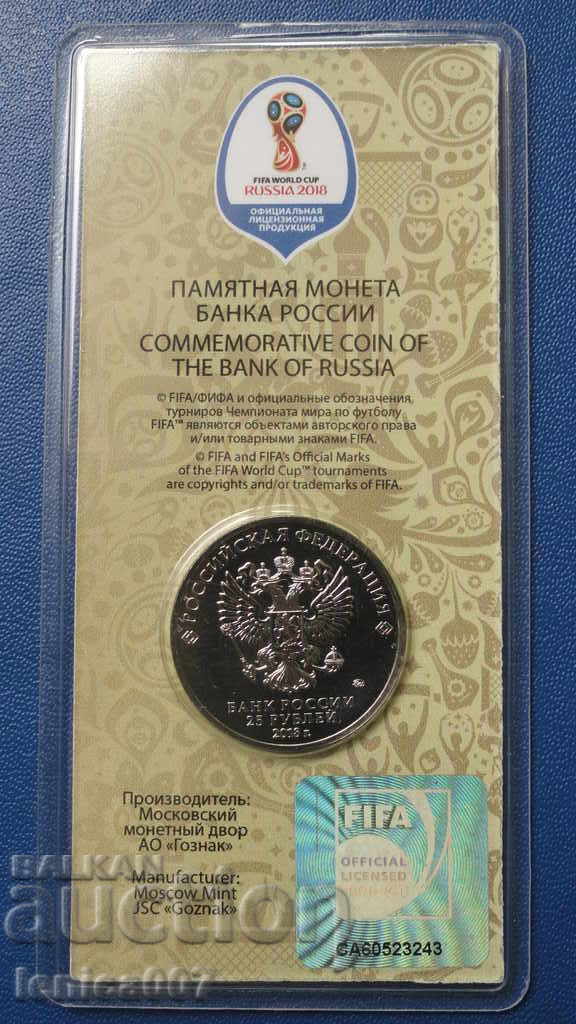 FIFA WORLD CUP
RUSSIA 2018
ОФИЦИАЛЬНАЯ
ЛИЦЕНЗИОННАЯ
ПРОДУКЦИЯ
ПАМЯТНАЯ МОНЕТА
БАНКА РОССИИ
COMMEMORATIVE COIN OF
THE BANK OF RUSSIA
© FIFA/ФИФА и официальные обозначения
турниров Чемпионата мира по футболу
FIFA™ являются объектами авторского права
и/или товарными знаками FIFA.
© FIFA and FIFA's Official Marks
of the FIFA World Cup™ tournaments
are copyrights and/or trademarks of FIFA.
РОССИЙСКАЯ ФЕДЕРАЦИЯ
БАНК РОССИИ
25 РУБЛЕЙ
2018 г.
Производитель:
Московский
монетный двор
АО «Гознак»
Manufacturer:
Moscow Mint
JSC «Goznak»
FIFA
OFFICIAL
LICENSED
PRODUCT
CA60523243
БАЛКАН
auction
lenica007